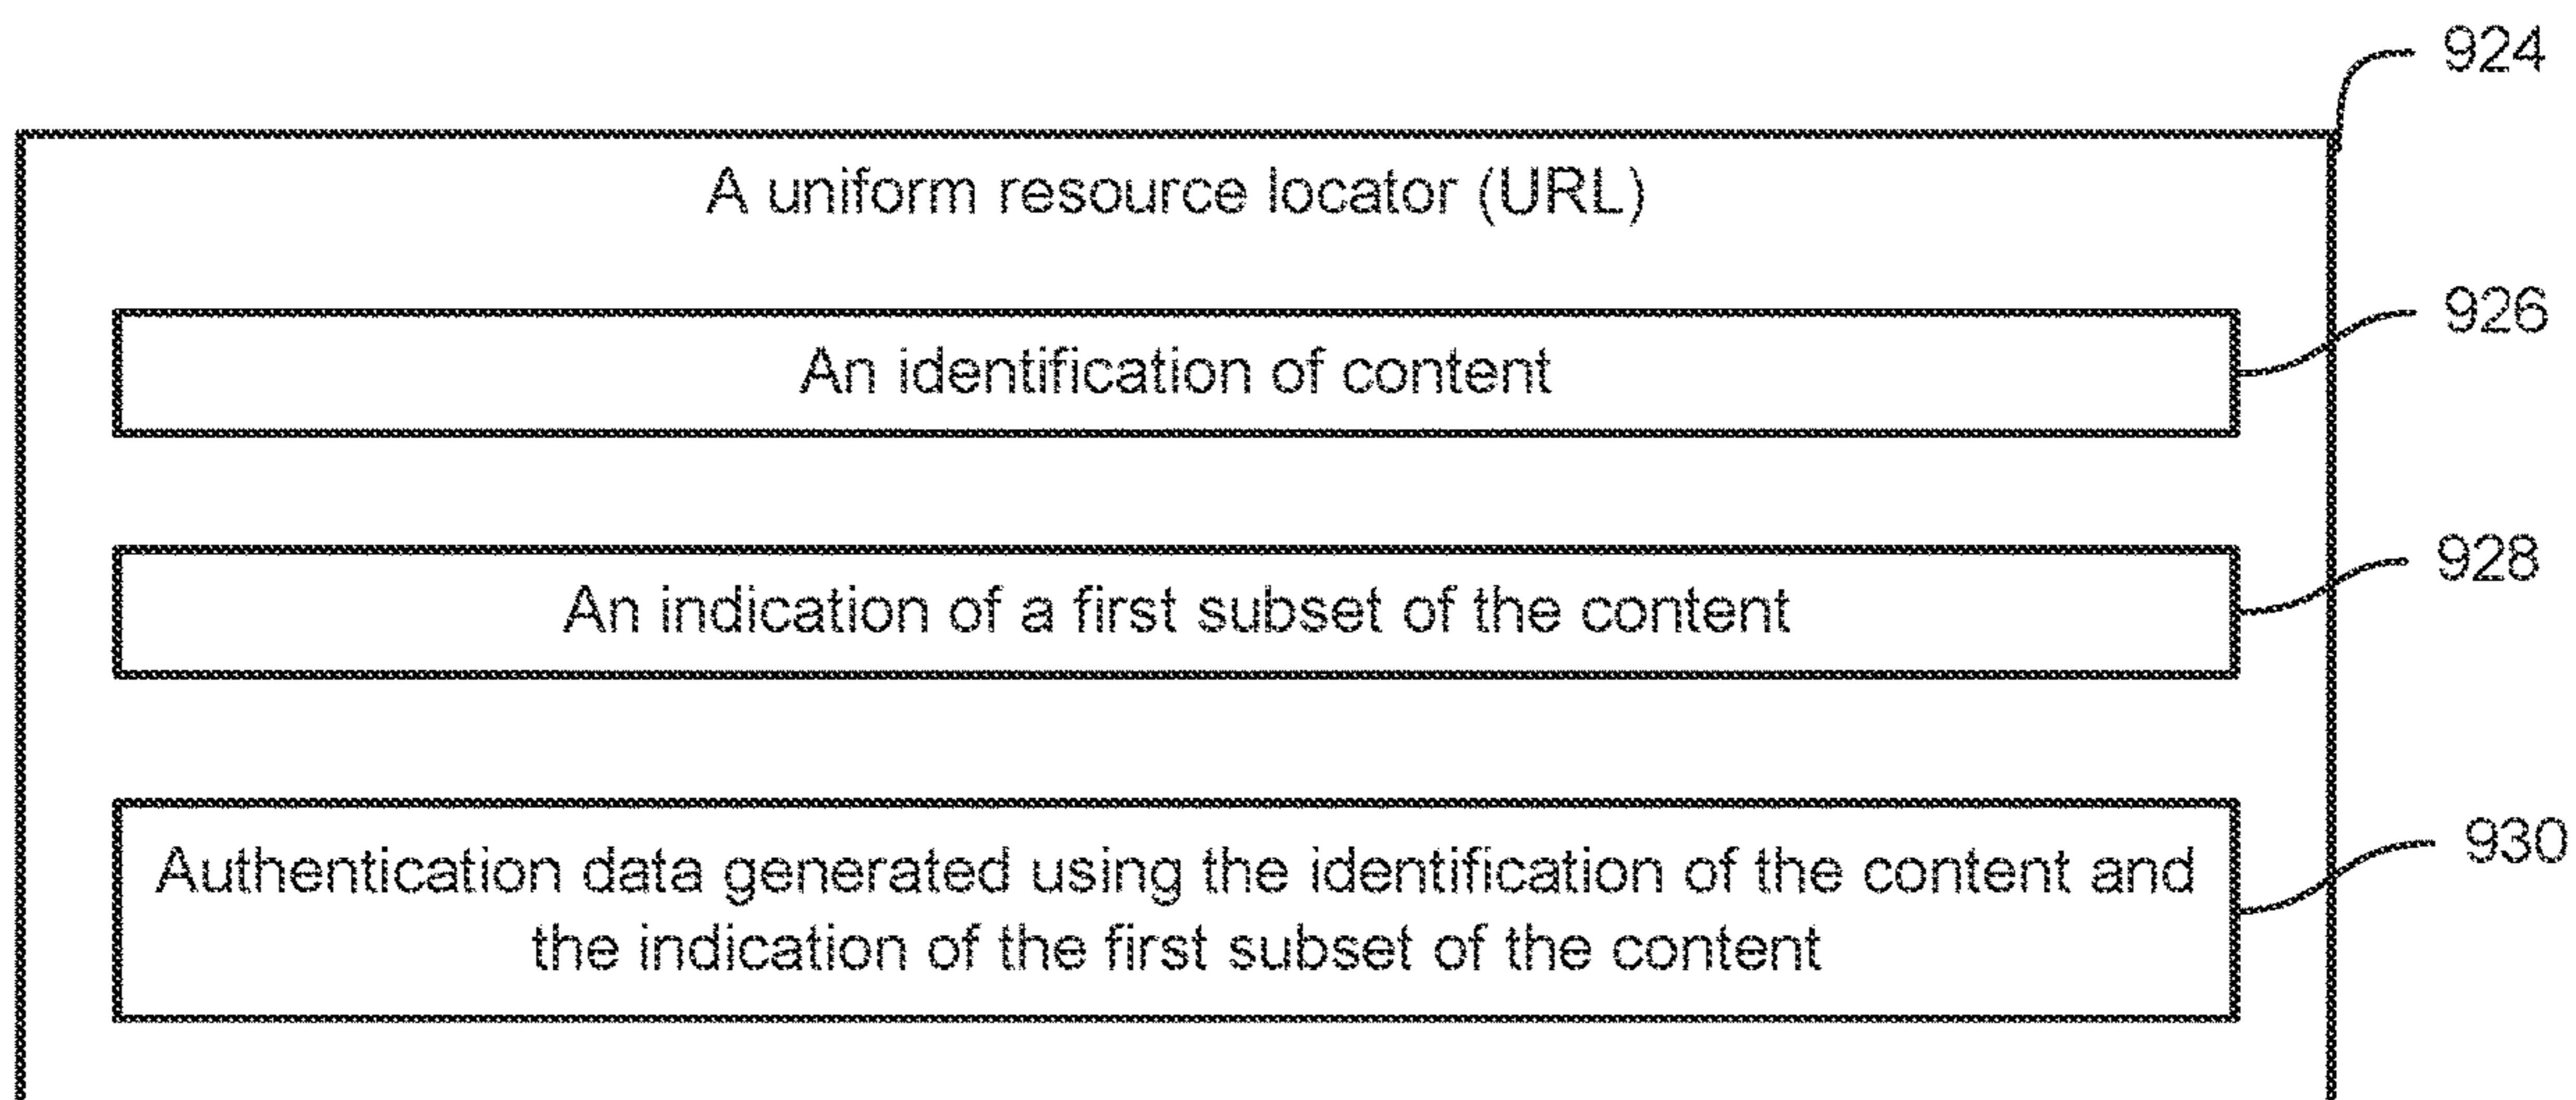 924
A uniform resource locator (URL)
926
An identification of content
928
An indication of a first subset of the content
930
Authentication data generated using the identification of the content and
the indication of the first subset of the content